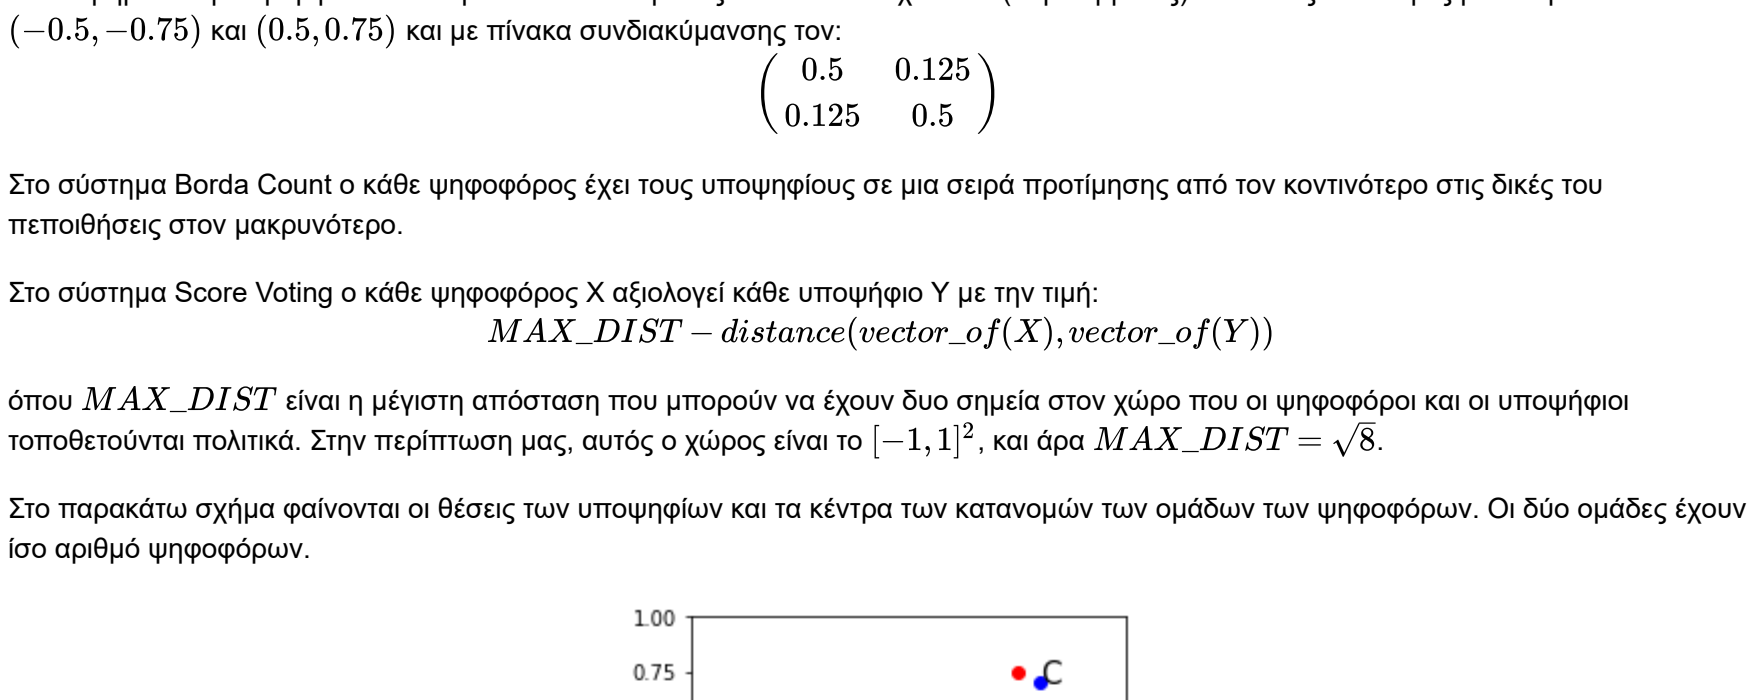 (−0.5, −0.75) και (0.5, 0.75) και με πίνακα συνδιακύμανσης τον:
0.5 0.125
0.125 0.5
Στο σύστημα Borda Count ο κάθε ψηφοφόρος έχει τους υποψηφίους σε μια σειρά προτίμησης από τον κοντινότερο στις δικές του
πεποιθήσεις στον μακρυνότερο.
Στο σύστημα Score Voting ο κάθε ψηφοφόρος X αξιολογεί κάθε υποψήφιο Y με την τιμή:
MAX_DIST − distance(vector_of(X), vector_of(Y))
όπου MAX_DIST είναι η μέγιστη απόσταση που μπορούν να έχουν δυο σημεία στον χώρο που οι ψηφοφόροι και οι υποψήφιοι
τοποθετούνται πολιτικά. Στην περίπτωση μας, αυτός ο χώρος είναι το [−1, 1]², και άρα MAX_DIST = √8.
Στο παρακάτω σχήμα φαίνονται οι θέσεις των υποψηφίων και τα κέντρα των κατανομών των ομάδων των ψηφοφόρων. Οι δύο ομάδες έχουν
ίσο αριθμό ψηφοφόρων.
1.00
0.75 C